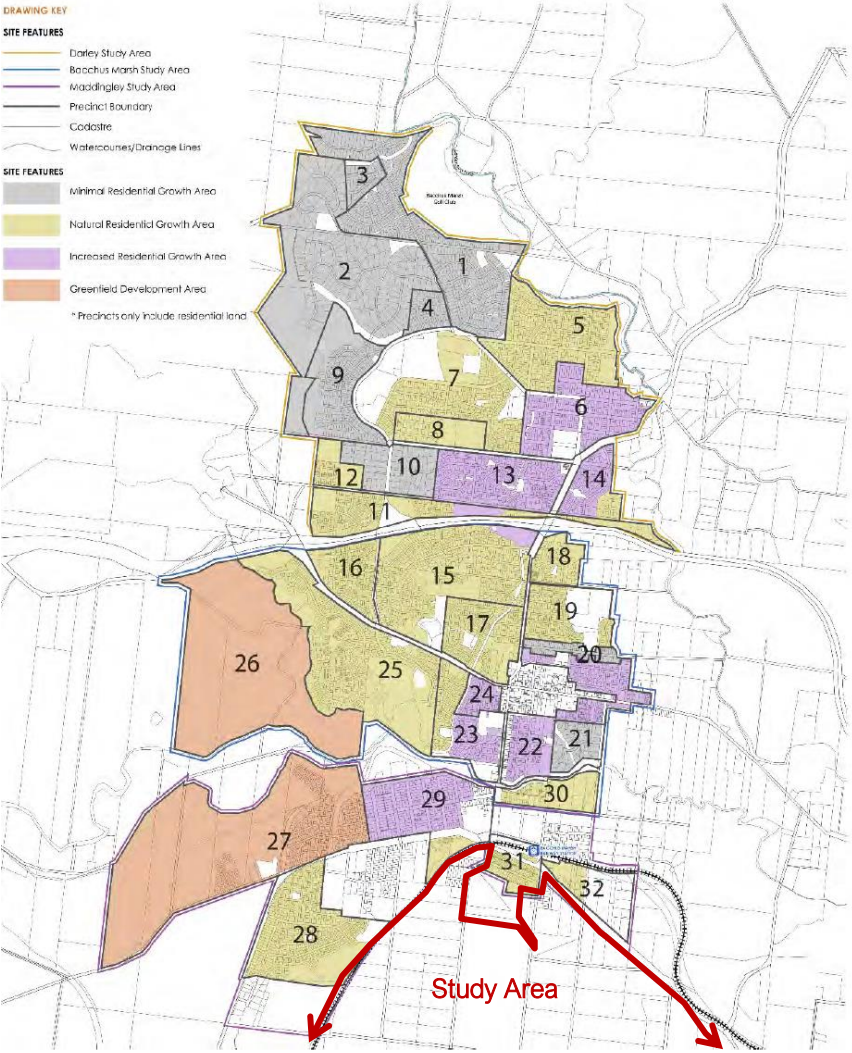 DRAWING KEY
SITE FEATURES
Darley Study Area
Bacchus Marsh Study Area
Maddingley Study Area
Precinct Boundary
Cadastre
Watercourses/Drainage Lines
SITE FEATURES
Minimal Residential Growth Area
Natural Residential Growth Area
Increased Residential Growth Area
Greenfield Development Area
* Precincts only include residential land
Bacchus Marsh
Golf Club
3
1
2
4
5
7
9
6
8
10
12
13
14
11
18
16
15
19
17
20
26
25
24
23
22
21
30
29
27
31
32
28
Study Area